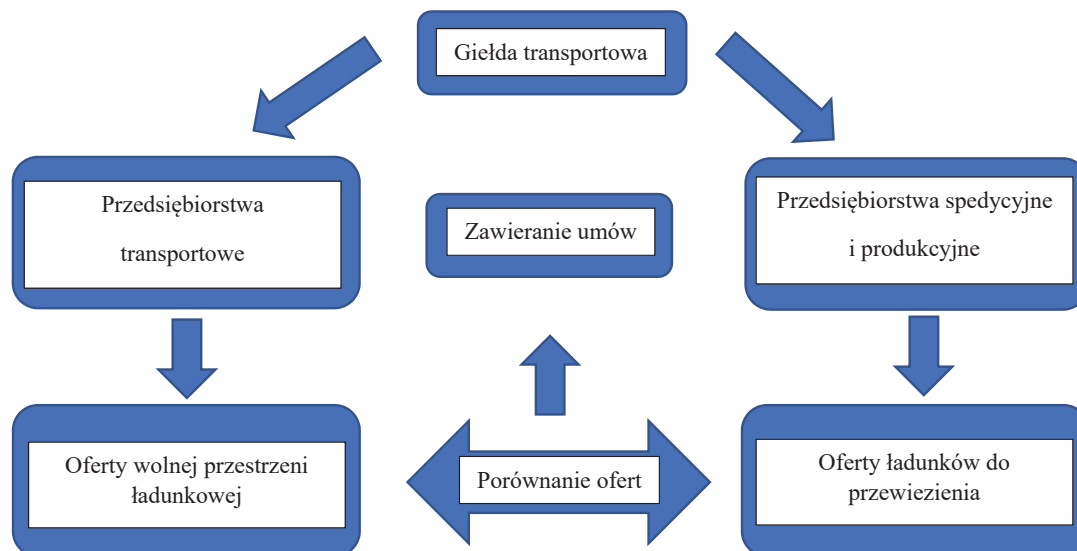 Giełda transportowa
Przedsiębiorstwa
transportowe
Zawieranie umów
Przedsiębiorstwa spedycyjne
i produkcyjne
Oferty wolnej przestrzeni
ładunkowej
Porównanie ofert
Oferty ładunków do
przewiezienia